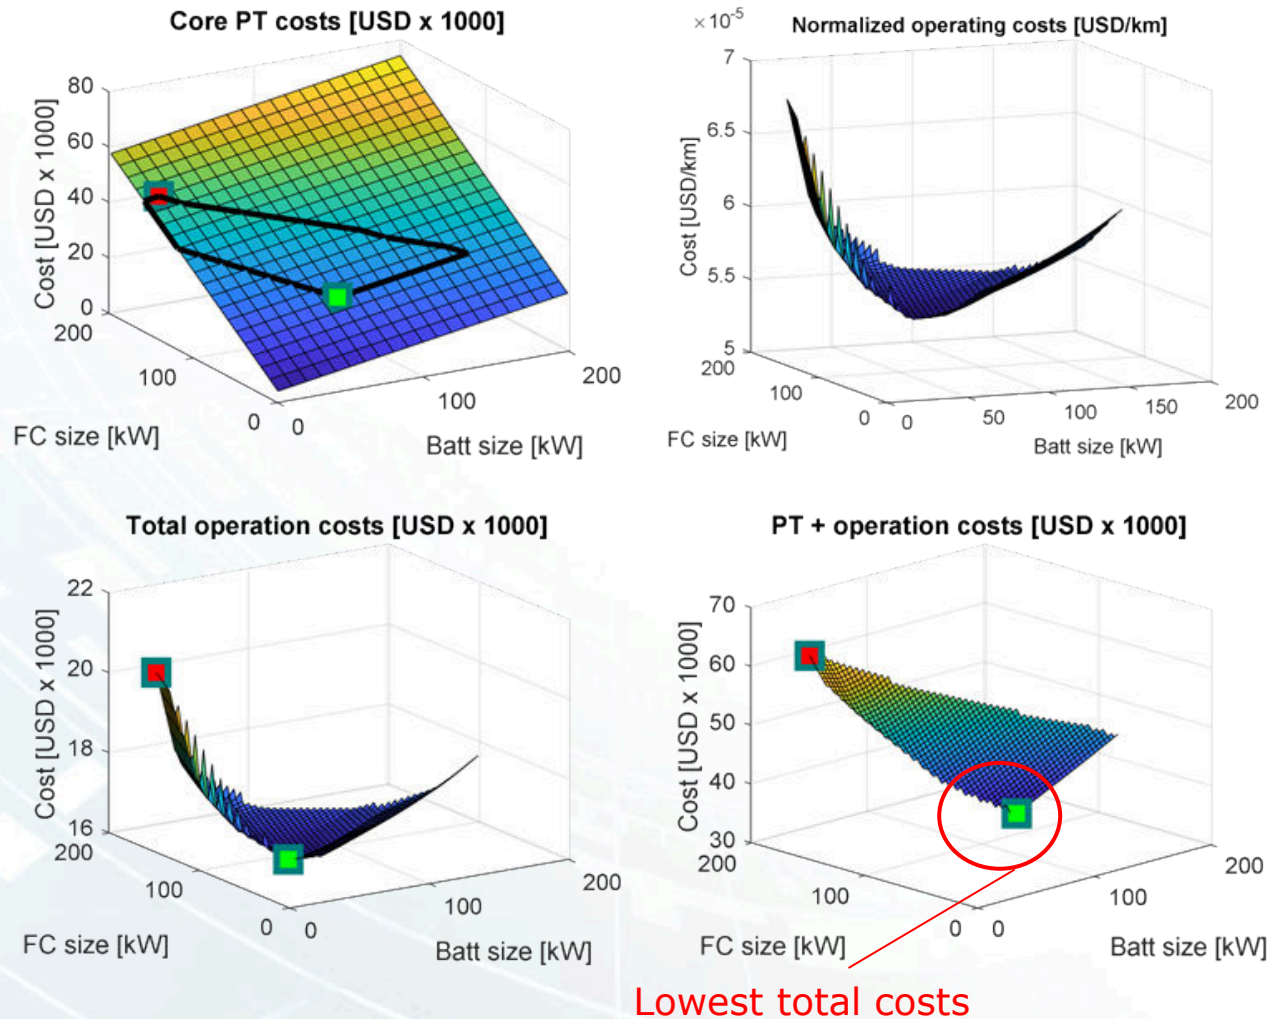 Core PT costs [USD x 1000]
Cost [USD x 1000]
80
60
40
20
0
200
100
0
FC size [kW]
0
100
200
Batt size [kW]
×10-5
Normalized operating costs [USD/km]
Cost [USD/km]
7
6.5
6
5.5
5
200
100
0
FC size [kW]
0
50
100
150
200
Batt size [kW]
Total operation costs [USD x 1000]
Cost [USD x 1000]
22
20
18
16
200
100
0
FC size [kW]
0
100
200
Batt size [kW]
PT + operation costs [USD x 1000]
Cost [USD x 1000]
70
60
50
40
30
200
100
0
FC size [kW]
0
100
200
Batt size [kW]
Lowest total costs